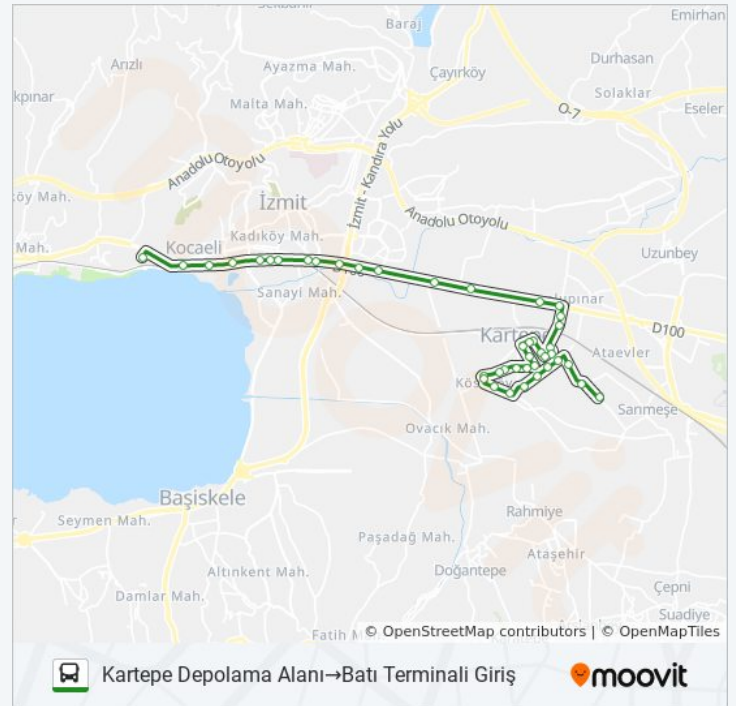 Emirhan
Baraj
Arızlı
Ayazma Mah.
Çayırköy
Durhasan
Solaklar
Eseler
kpınar
Malta Mah.
O-7
Anadolu Otoyolu
İzmit - Kandıra Yolu
İzmit
Anadolu Otoyolu
öy Mah.
Mah.
Kocaeli
Kadıköy Mah.
Uzunbey
Sanayi Mah.
D100
Kartepe
Ataevler
Sanmeşe
Ovacık Mah.
Başiskele
Seymen Mah.
Rahmiye
Paşadağ Mah.
Ataşehir
Altınkent Mah.
Doğantepe
Çepni
Damlar Mah.
Suadiye
Fatih
© OpenStreetMap contributors | © OpenMapTiles
Kartepe Depolama Alanı→Batı Terminali Giriş
moovit